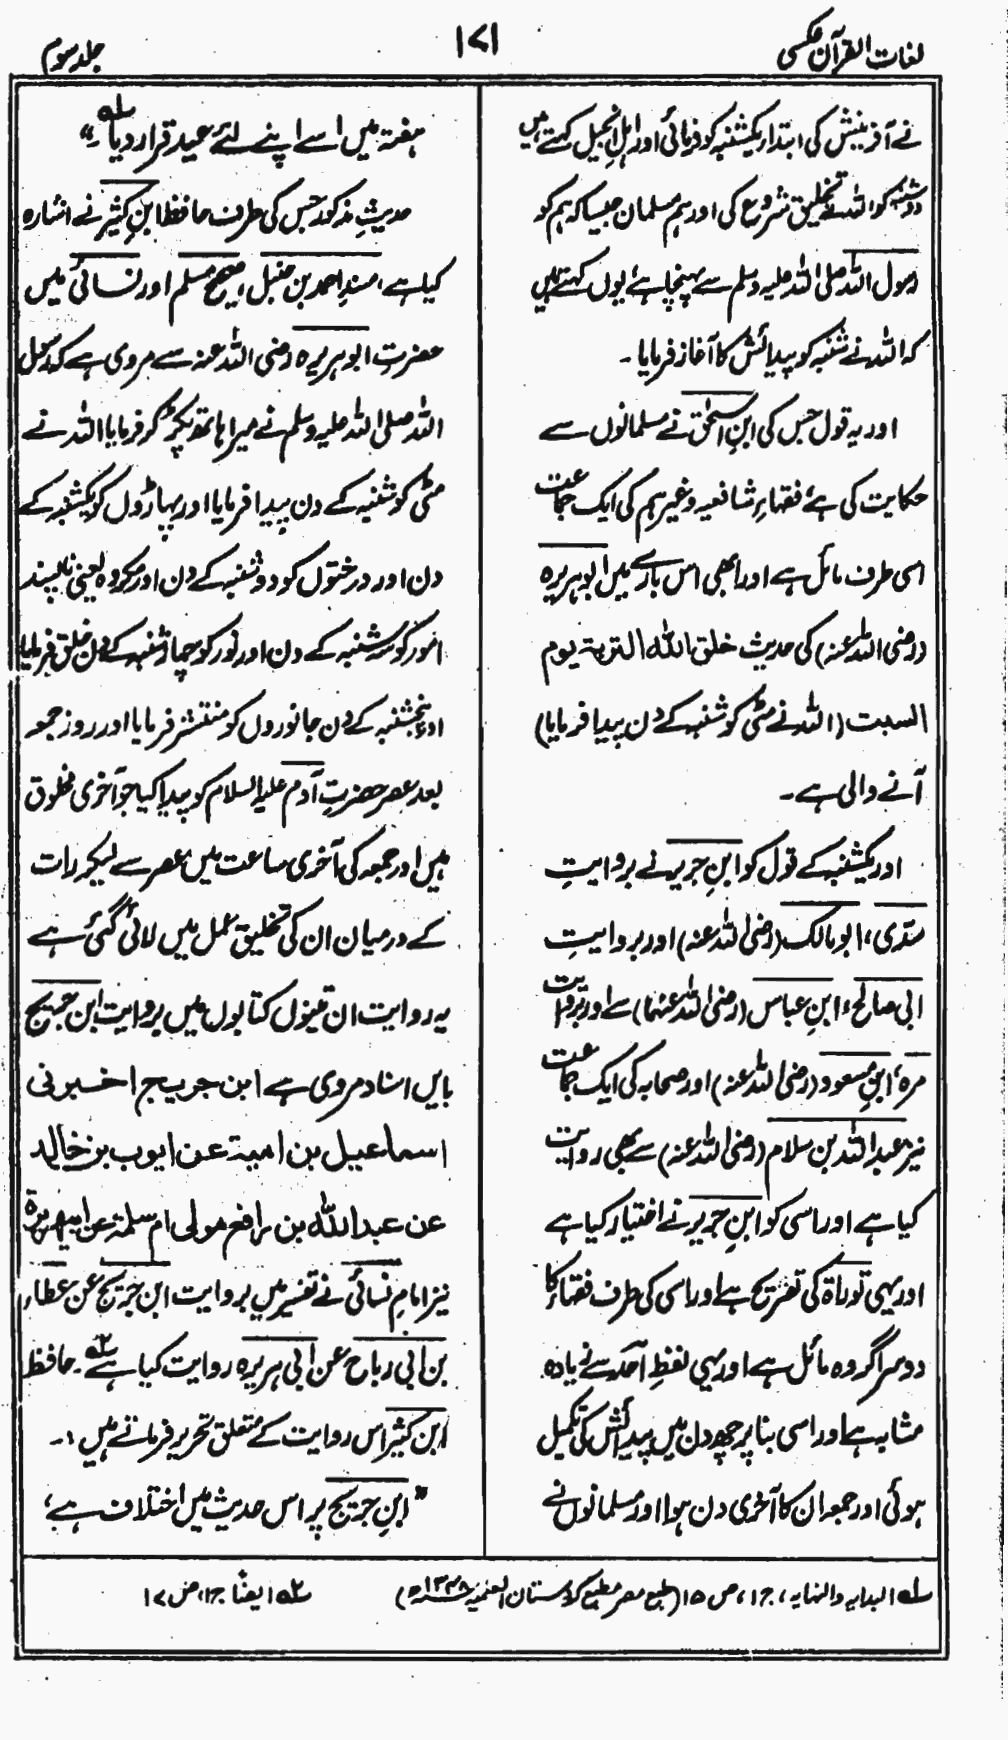 لغات القرآن عکسی
۱۷۱
جلد سوم
نے آفرینش کی ابتدا یکشنبہ کو فرمائی اور اہلِ انجیل کہتے ہیں
دوشنبہ کو اللہ نے تخلیق شروع کی اور ہم مسلمان جیسا کہ ہم کو
رسول اللہ صلی اللہ علیہ وسلم سے پہنچا ہے یوں کہتے ہیں
کہ اللہ نے شنبہ کو پیدائش کا آغاز فرمایا۔
اور یہ قول جس کی ابنِ اسحٰق نے مسلمانوں سے
حکایت کی ہے فقہاءِ شافعیہ وغیرہم کی ایک جماعت
اسی طرف مائل ہے اور ابھی اس بارے میں ابوہریرہ
(رضی اللہ عنہ) کی حدیث خلق اللہ التربۃ یوم
السبت (اللہ نے مٹی کو شنبہ کے دن پیدا فرمایا)
آنے والی ہے۔
اور یکشنبہ کے قول کو ابنِ جریر نے بروایتِ
سدّی، ابو مالک (رضی اللہ عنہ) اور بروایتِ
ابی صالح، ابنِ عباس (رضی اللہ عنہما) سے اور بروایت
مرہ، ابنِ مسعود (رضی اللہ عنہ) اور صحابہ کی ایک جماعت
نیز عبد اللہ بن سلام (رضی اللہ عنہ) سے بھی روایت
کیا ہے اور اسی کو ابنِ جریر نے اختیار کیا ہے
اور یہی توراۃ کی تصریح ہے اور اسی کی طرف فقہاء کا
دوسرا گروہ مائل ہے اور یہی لفظِ احد سے زیادہ
مشابہ ہے اور اسی بنا پر چھ دن میں پیدائش کی تکمیل
ہوئی اور جمعہ ان کا آخری دن ہوا اور مسلمانوں نے
ہفتہ میں اسے اپنے لئے عید قرار دیا ؎۱"
حدیثِ مذکور جس کی طرف حافظ ابنِ کثیر نے اشارہ
کیا ہے، مسندِ احمد بن حنبل، صحیح مسلم اور نسائی میں
حضرتِ ابوہریرہ رضی اللہ عنہ سے مروی ہے کہ رسول
اللہ صلی اللہ علیہ وسلم نے میرا ہاتھ پکڑ کر فرمایا اللہ نے
مٹی کو شنبہ کے دن پیدا فرمایا اور پہاڑوں کو یکشنبہ کے
دن اور درختوں کو دوشنبہ کے دن اور مکروہ یعنی ناپسند
امور کو سہ شنبہ کے دن اور نور کو چہارشنبہ کے دن خلق فرمایا
اور پنجشنبہ کے دن جانوروں کو منتشر فرمایا اور روز جمعہ
بعد عصر حضرتِ آدم علیہ السلام کو پیدا کیا جو آخری مخلوق
ہیں اور جمعہ کی آخری ساعت میں عصر سے لیکر رات
کے درمیان ان کی تخلیق عمل میں لائی گئی ہے
یہ روایت ان تینوں کتابوں میں بروایت ابن جریج
بایں اسناد مروی ہے ابن جریج اخبرنی
اسماعیل بن امیۃ عن ایوب بن خالد
عن عبد اللہ بن رافع مولی ام سلمۃ عن ابی ھریرۃ
نیز امامِ نسائی نے تفسیر میں بروایت ابن جریج عن عطاء
بن ابی رباح عن ابی ہریرہ روایت کیا ہے ؎۲۔ حافظ
ابن کثیر اس روایت کے متعلق تحریر فرماتے ہیں:۔
"ابنِ جریج پر اس حدیث میں اختلاف ہے،
؎۱ البدایہ والنہایہ، ج۱، ص ۱۵ (طبع مصر مطبع کردستان العلمیہ ۱۳۴۸ھ)
؎۲ ایضاً ج۱، ص ۱۷